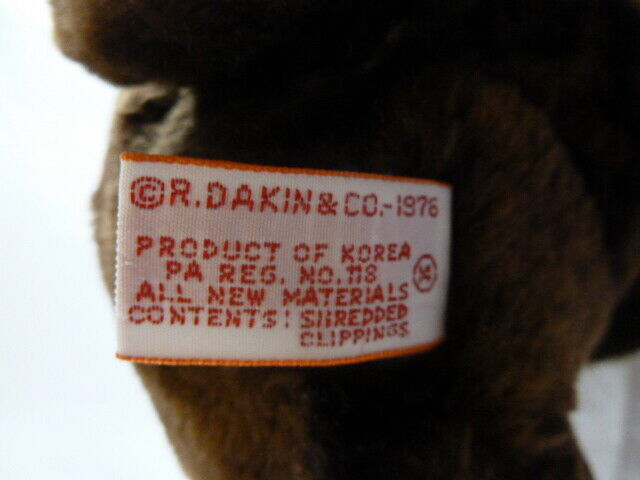 ©R. DAKIN & CO.-1976
PRODUCT OF KOREA
PA REG. NO. 118
ALL NEW MATERIALS
CONTENTS: SHREDDED
CLIPPINGS